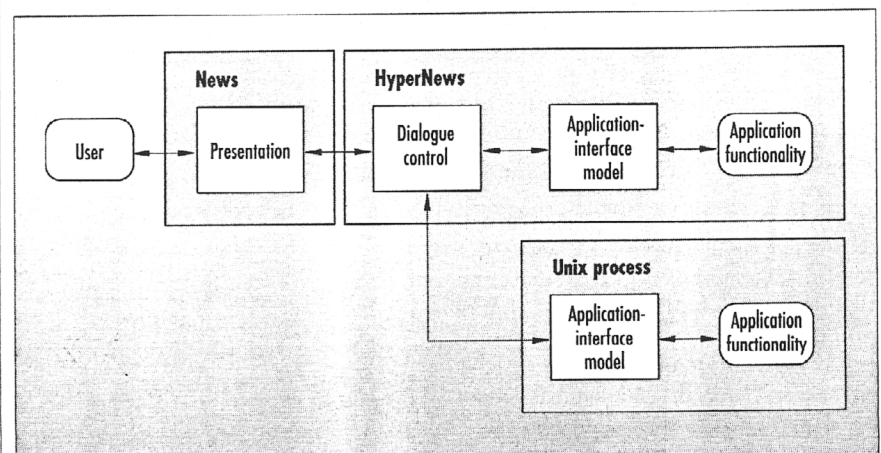 News
HyperNews
User
Presentation
Dialogue
control
Application-
interface
model
Application
functionality
Unix process
Application-
interface
model
Application
functionality